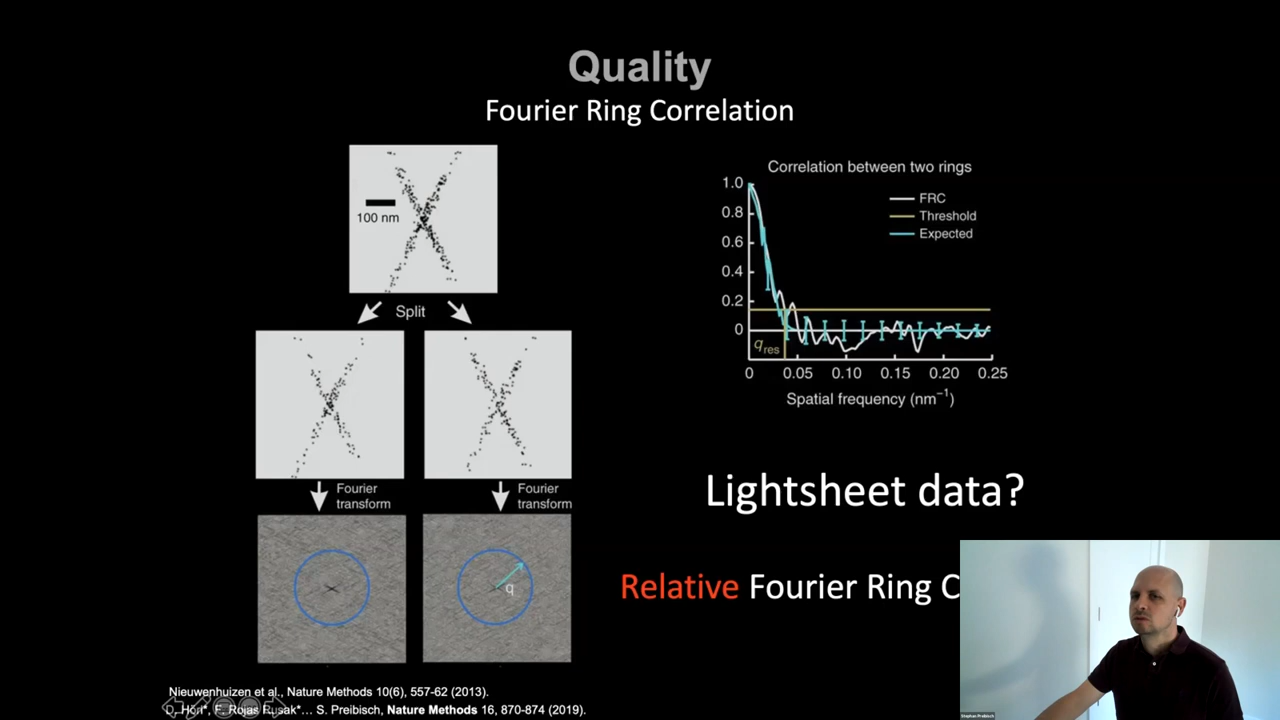 Quality
Fourier Ring Correlation
100 nm
Split
Fourier
transform
Fourier
transform
q
Correlation between two rings
1.0
0.8
0.6
0.4
0.2
0
FRC
Threshold
Expected
qres
0 0.05 0.10 0.15 0.20 0.25
Spatial frequency (nm⁻¹)
Lightsheet data?
Relative Fourier Ring C
Nieuwenhuizen et al., Nature Methods 10(6), 557-62 (2013).
D. Hörl*, F. Rojas Rusak*... S. Preibisch, Nature Methods 16, 870-874 (2019).
Stephan Preibisch